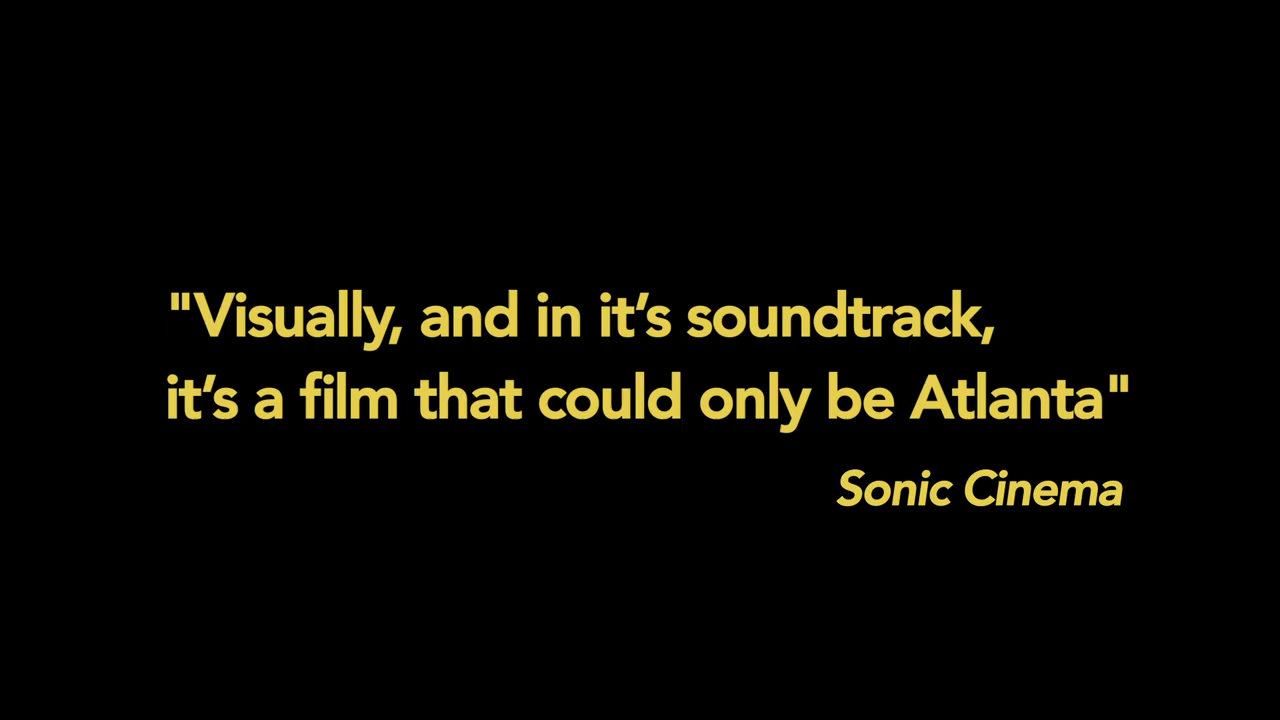 "Visually, and in it’s soundtrack,
it’s a film that could only be Atlanta"
Sonic Cinema